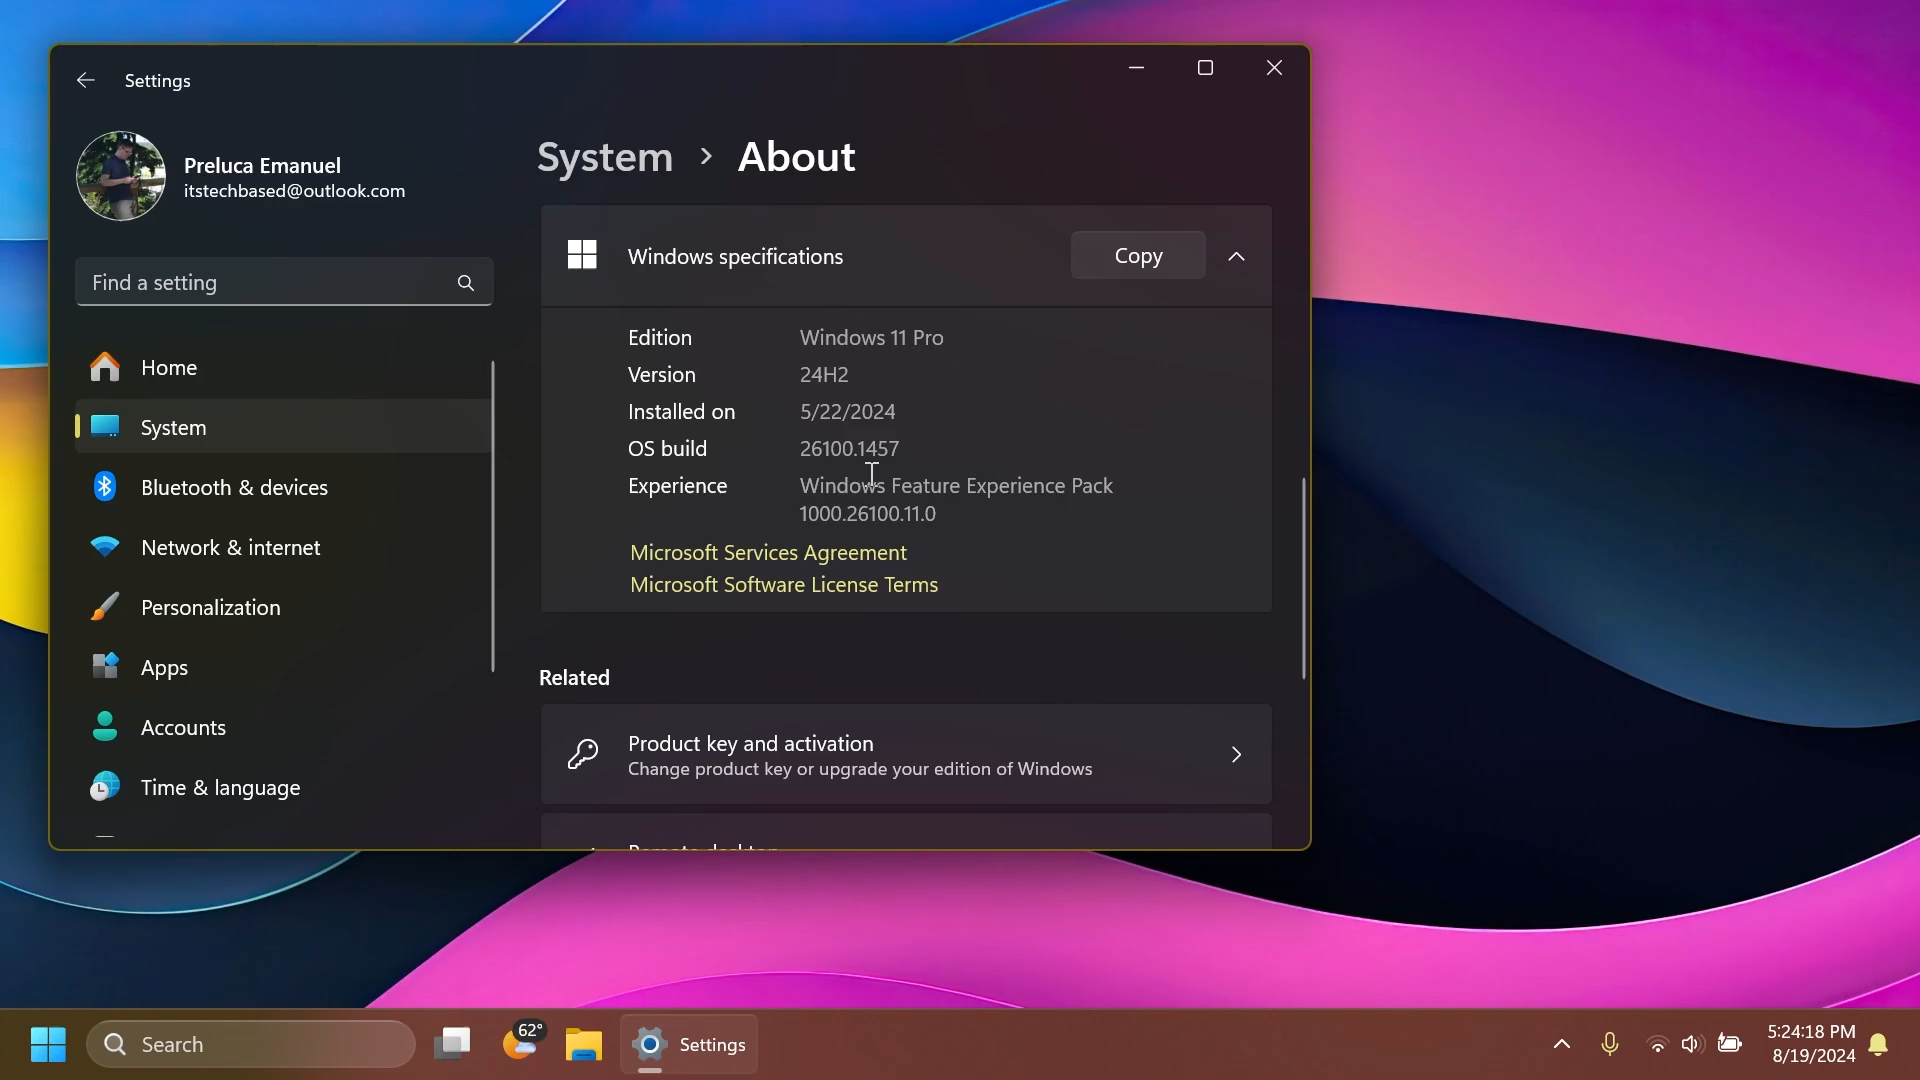 Settings
Preluca Emanuel
itstechbased@outlook.com
Find a setting
Home
System
Bluetooth & devices
Network & internet
Personalization
Apps
Accounts
Time & language
System > About
Windows specifications
Copy
Edition Windows 11 Pro
Version 24H2
Installed on 5/22/2024
OS build 26100.1457
Experience Windows Feature Experience Pack
1000.26100.11.0
Microsoft Services Agreement
Microsoft Software License Terms
Related
Product key and activation
Change product key or upgrade your edition of Windows
Remote desktop
Search
62°
Settings
5:24:18 PM
8/19/2024